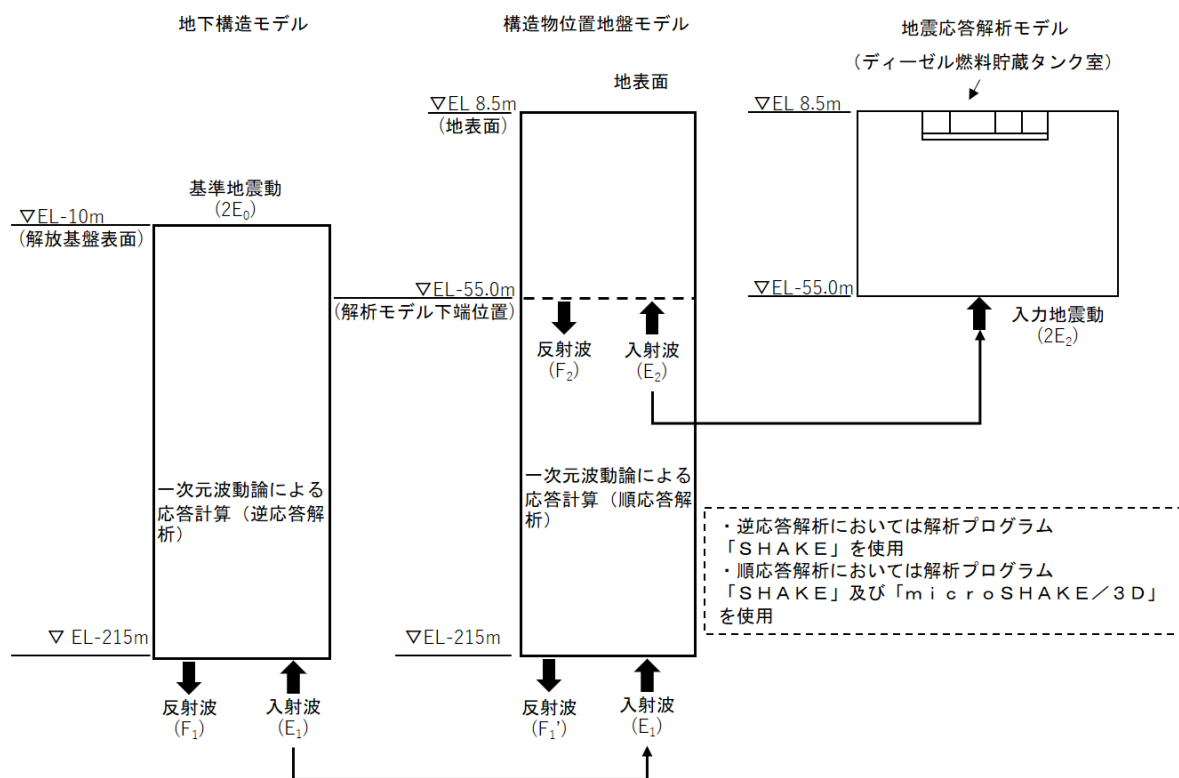 地下構造モデル
構造物位置地盤モデル
地震応答解析モデル
(ディーゼル燃料貯蔵タンク室)
地表面
▽EL 8.5m
(地表面)
▽EL 8.5m
基準地震動
(2E₀)
▽EL-10m
(解放基盤表面)
▽EL-55.0m
(解析モデル下端位置)
▽EL-55.0m
反射波
(F₂)
入射波
(E₂)
入力地震動
(2E₂)
一次元波動論による
応答計算（逆応答解
析）
一次元波動論による
応答計算（順応答解
析）
・逆応答解析においては解析プログラム
「ＳＨＡＫＥ」を使用
・順応答解析においては解析プログラム
「ＳＨＡＫＥ」及び「ｍｉｃｒｏＳＨＡＫＥ／３Ｄ」
を使用
▽ EL-215m
▽EL-215m
反射波
(F₁)
入射波
(E₁)
反射波
(F₁')
入射波
(E₁)